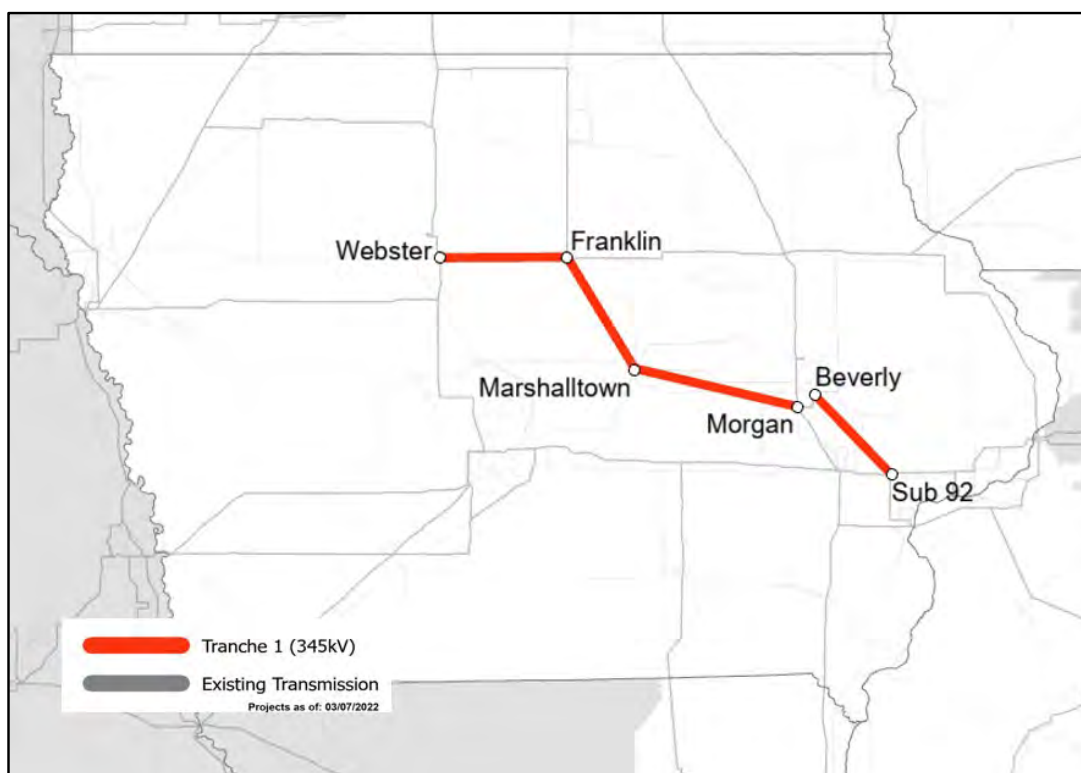 Webster
Franklin
Marshalltown
Beverly
Morgan
Sub 92
Tranche 1 (345kV)
Existing Transmission
Projects as of: 03/07/2022